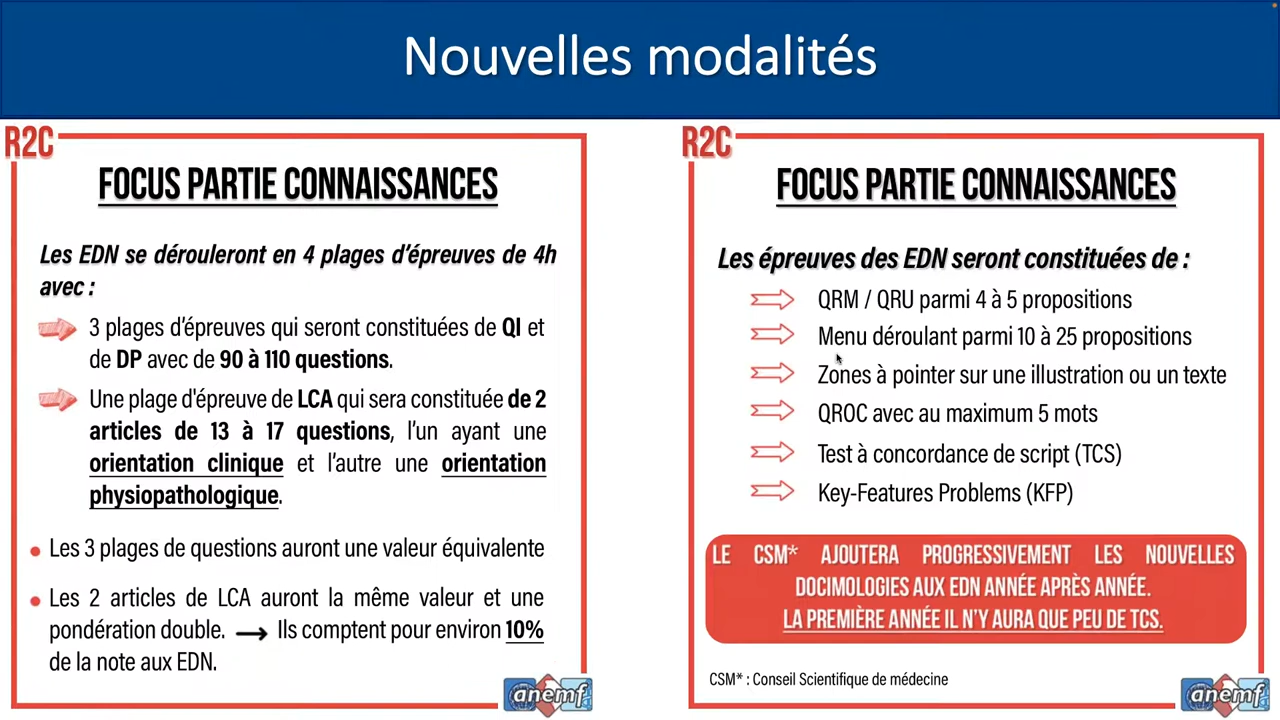 Nouvelles modalités
R2C
FOCUS PARTIE CONNAISSANCES
Les EDN se dérouleront en 4 plages d'épreuves de 4h
avec :
3 plages d'épreuves qui seront constituées de QI et
de DP avec de 90 à 110 questions.
Une plage d'épreuve de LCA qui sera constituée de 2
articles de 13 à 17 questions, l'un ayant une
orientation clinique et l'autre une orientation
physiopathologique.
• Les 3 plages de questions auront une valeur équivalente
• Les 2 articles de LCA auront la même valeur et une
pondération double. → Ils comptent pour environ 10%
de la note aux EDN.
anemf
R2C
FOCUS PARTIE CONNAISSANCES
Les épreuves des EDN seront constituées de :
QRM / QRU parmi 4 à 5 propositions
Menu déroulant parmi 10 à 25 propositions
Zones à pointer sur une illustration ou un texte
QROC avec au maximum 5 mots
Test à concordance de script (TCS)
Key-Features Problems (KFP)
LE CSM* AJOUTERA PROGRESSIVEMENT LES NOUVELLES
DOCIMOLOGIES AUX EDN ANNÉE APRÈS ANNÉE.
LA PREMIÈRE ANNÉE IL N'Y AURA QUE PEU DE TCS.
CSM* : Conseil Scientifique de médecine
anemf